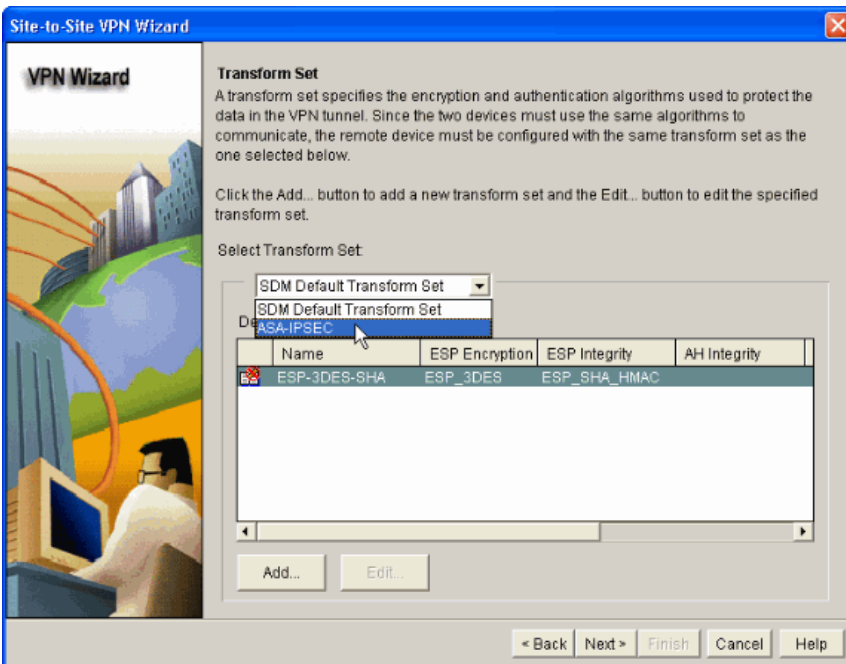 Site-to-Site VPN Wizard
VPN Wizard
Transform Set
A transform set specifies the encryption and authentication algorithms used to protect the
data in the VPN tunnel. Since the two devices must use the same algorithms to
communicate, the remote device must be configured with the same transform set as the
one selected below.
Click the Add... button to add a new transform set and the Edit... button to edit the specified
transform set.
Select Transform Set:
SDM Default Transform Set
SDM Default Transform Set
ASA-IPSEC
Name ESP Encryption ESP Integrity AH Integrity
ESP-3DES-SHA ESP_3DES ESP_SHA_HMAC
Add... Edit...
< Back Next > Finish Cancel Help